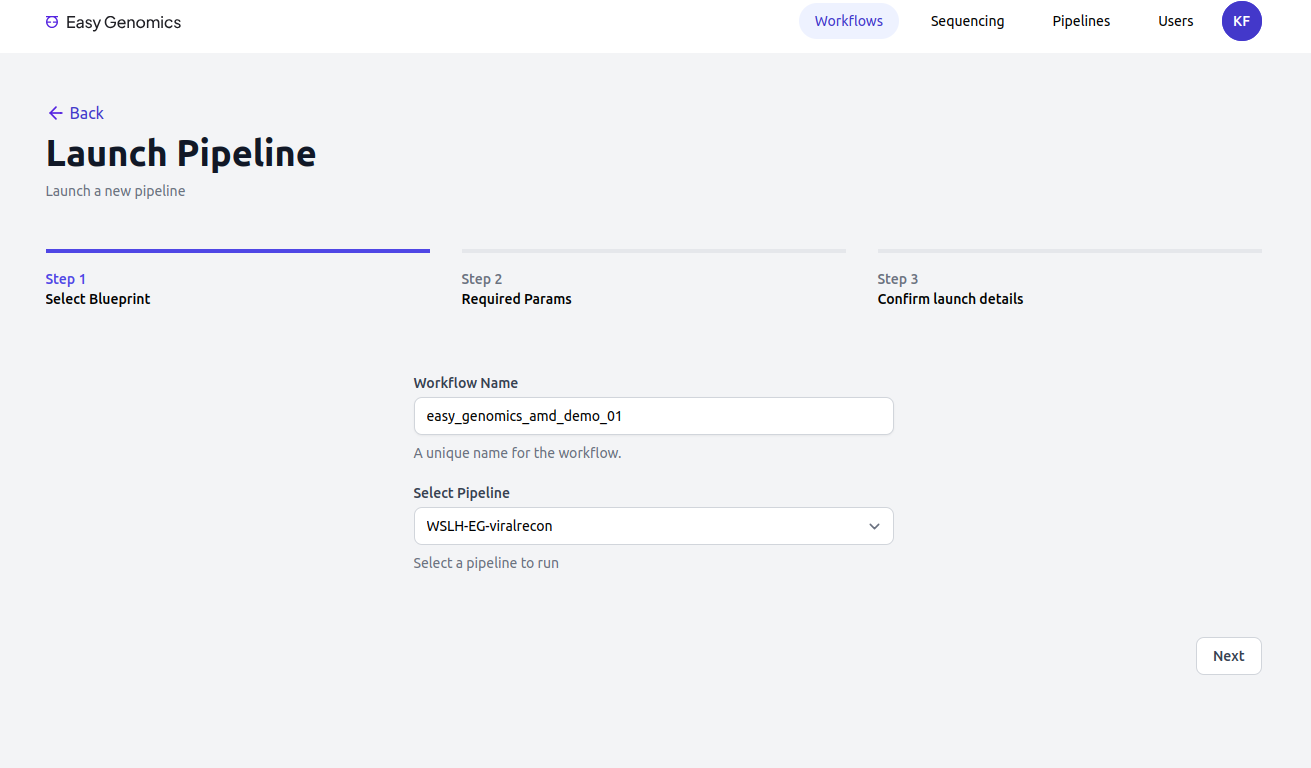 Easy Genomics
Workflows
Sequencing
Pipelines
Users
KF
Back
Launch Pipeline
Launch a new pipeline
Step 1
Select Blueprint
Step 2
Required Params
Step 3
Confirm launch details
Workflow Name
easy_genomics_amd_demo_01
A unique name for the workflow.
Select Pipeline
WSLH-EG-viralrecon
Select a pipeline to run
Next